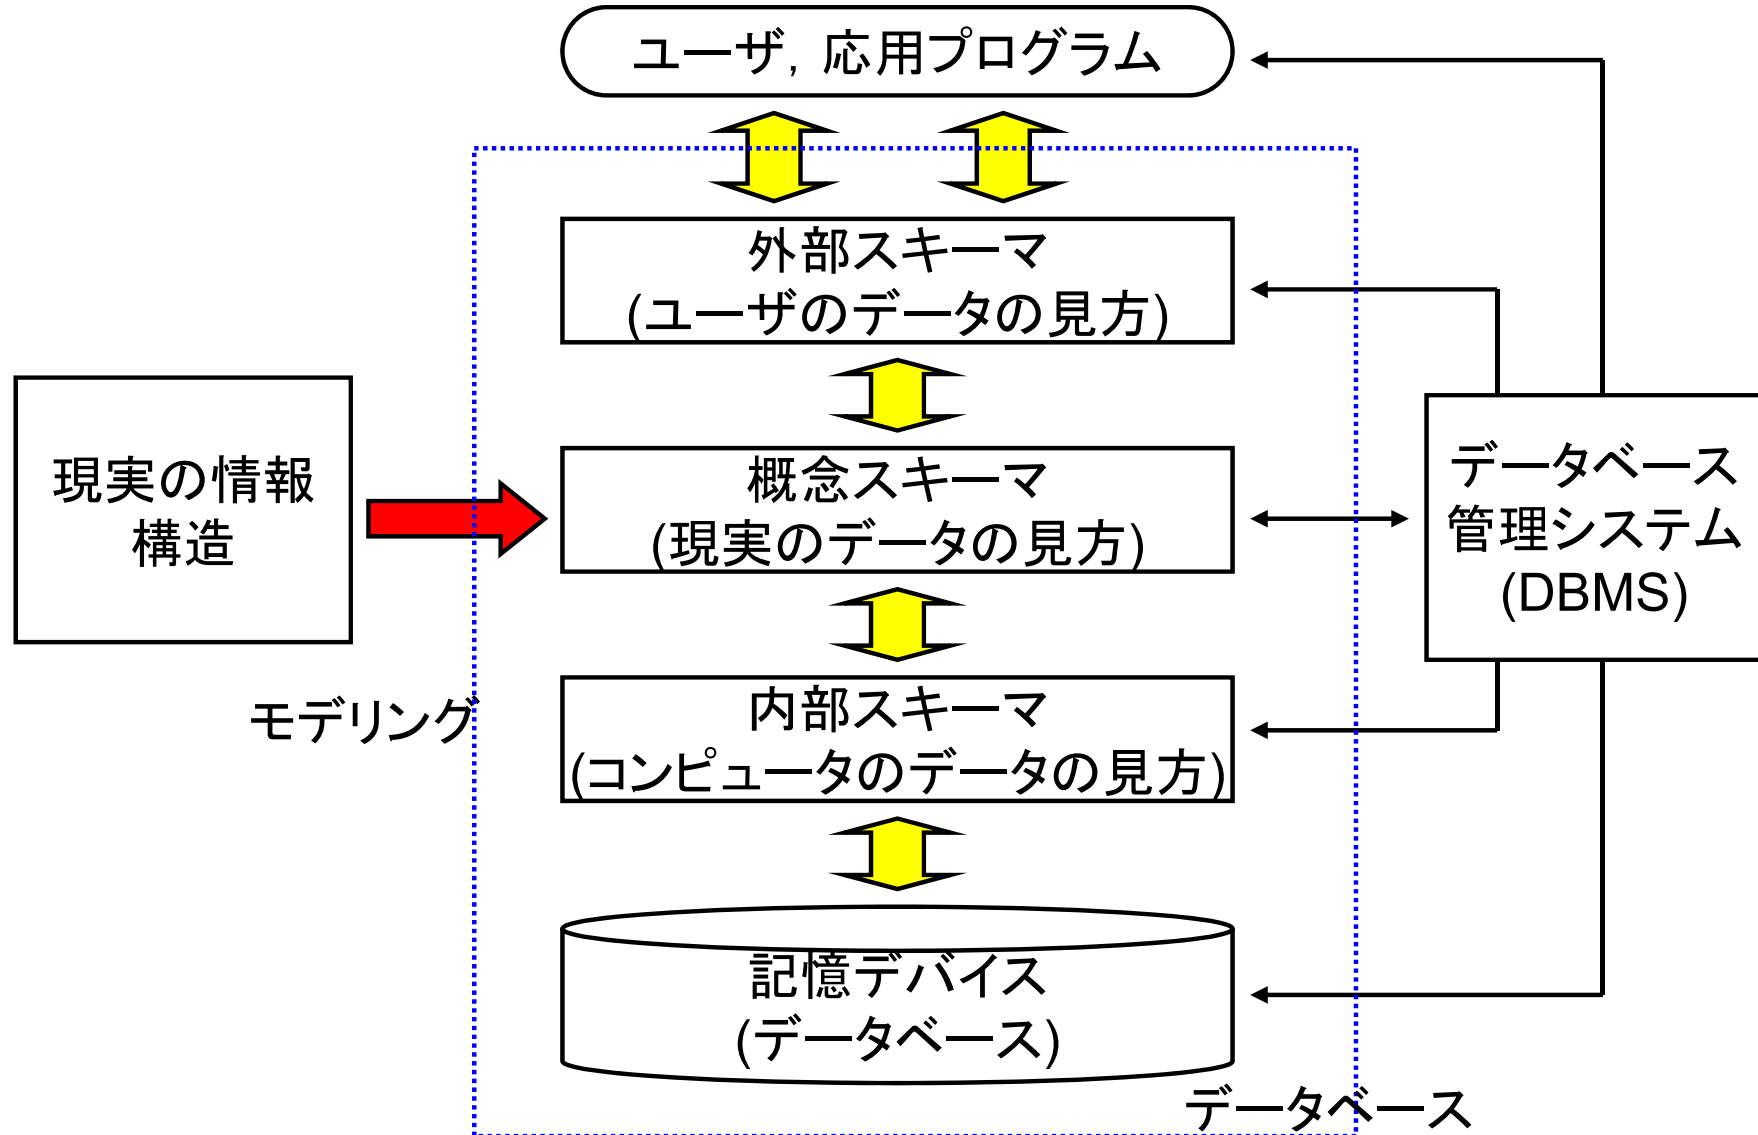 ユーザ, 応用プログラム
外部スキーマ
(ユーザのデータの見方)
現実の情報
構造
概念スキーマ
(現実のデータの見方)
データベース
管理システム
(DBMS)
モデリング
内部スキーマ
(コンピュータのデータの見方)
記憶デバイス
(データベース)
データベース